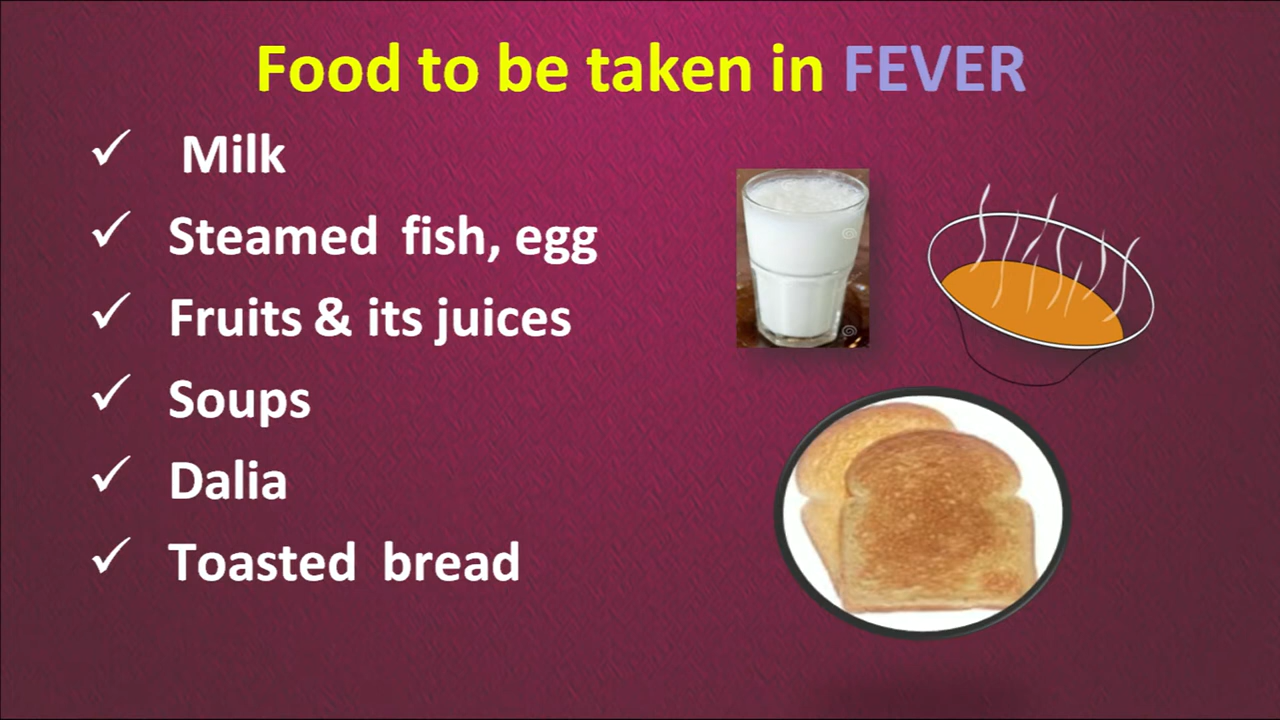 Food to be taken in FEVER
✓ Milk
✓ Steamed fish, egg
✓ Fruits & its juices
✓ Soups
✓ Dalia
✓ Toasted bread